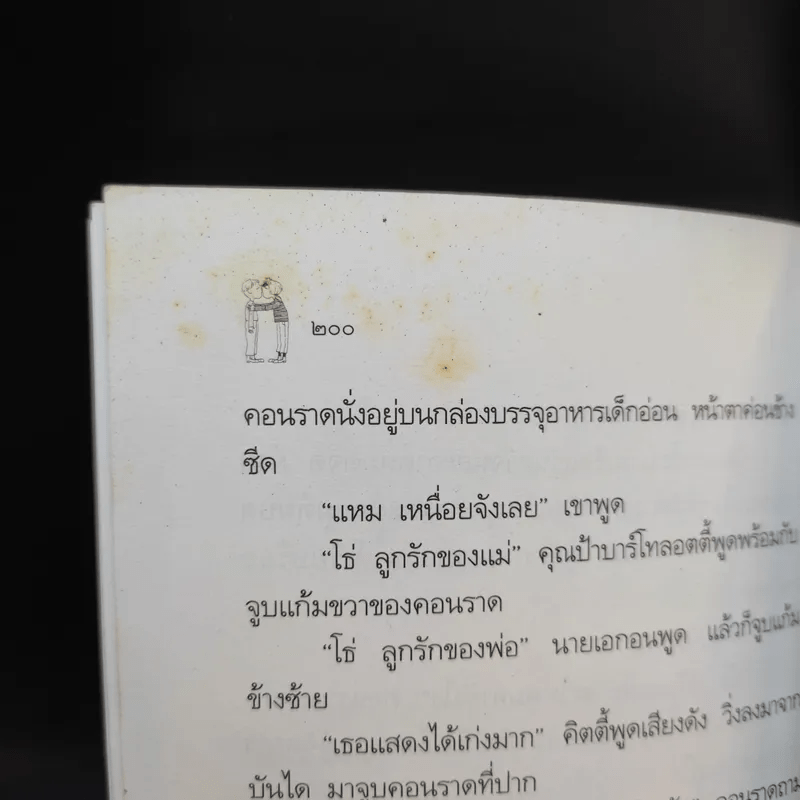 ๒๐๐
คอนราดนั่งอยู่บนกล่องบรรจุอาหารเด็กอ่อน หน้าตาค่อนข้าง
ซีด
“แหม เหนื่อยจังเลย” เขาพูด
“โธ่ ลูกรักของแม่” คุณป้าบาร์โทลอตตี้พูดพร้อมกับ
จูบแก้มขวาของคอนราด
“โธ่ ลูกรักของพ่อ” นายเอกอนพูด แล้วก็จูบแก้ม
ข้างซ้าย
“เธอแสดงได้เก่งมาก” คิตตี้พูดเสียงดัง วิ่งลงมาจาก
บันได มาจูบคอนราดที่ปาก
คอนราดถาม